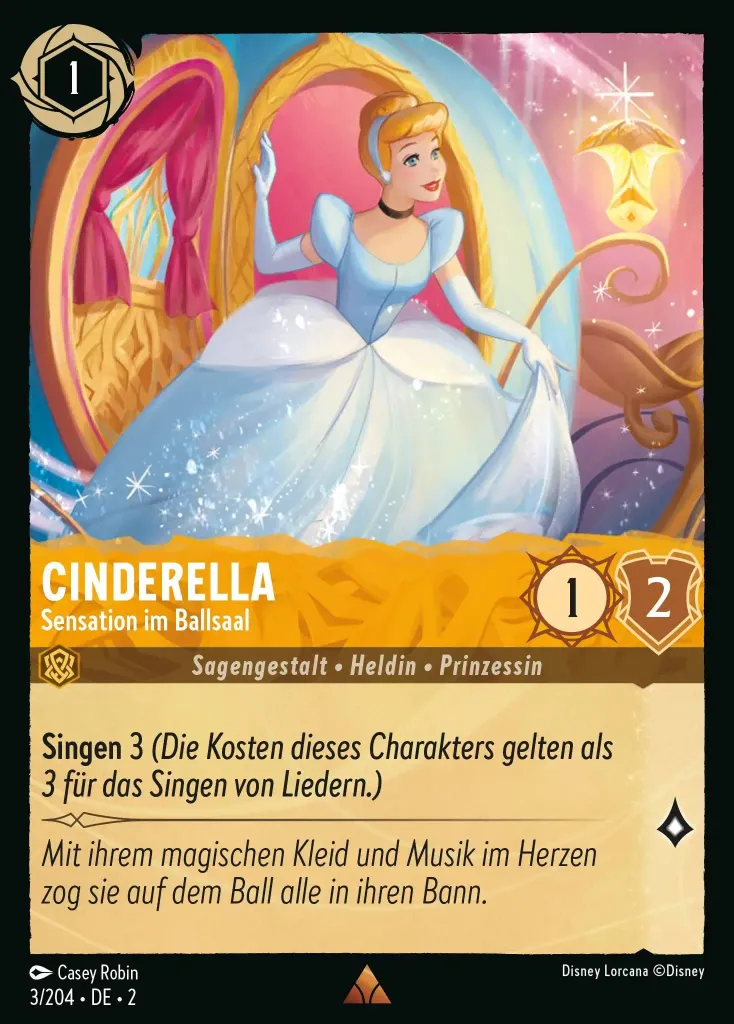 1
CINDERELLA
Sensation im Ballsaal
1
2
Sagengestalt • Heldin • Prinzessin
Singen 3 (Die Kosten dieses Charakters gelten als
3 für das Singen von Liedern.)
Mit ihrem magischen Kleid und Musik im Herzen
zog sie auf dem Ball alle in ihren Bann.
Casey Robin
Disney Lorcana ©Disney
3/204 • DE • 2